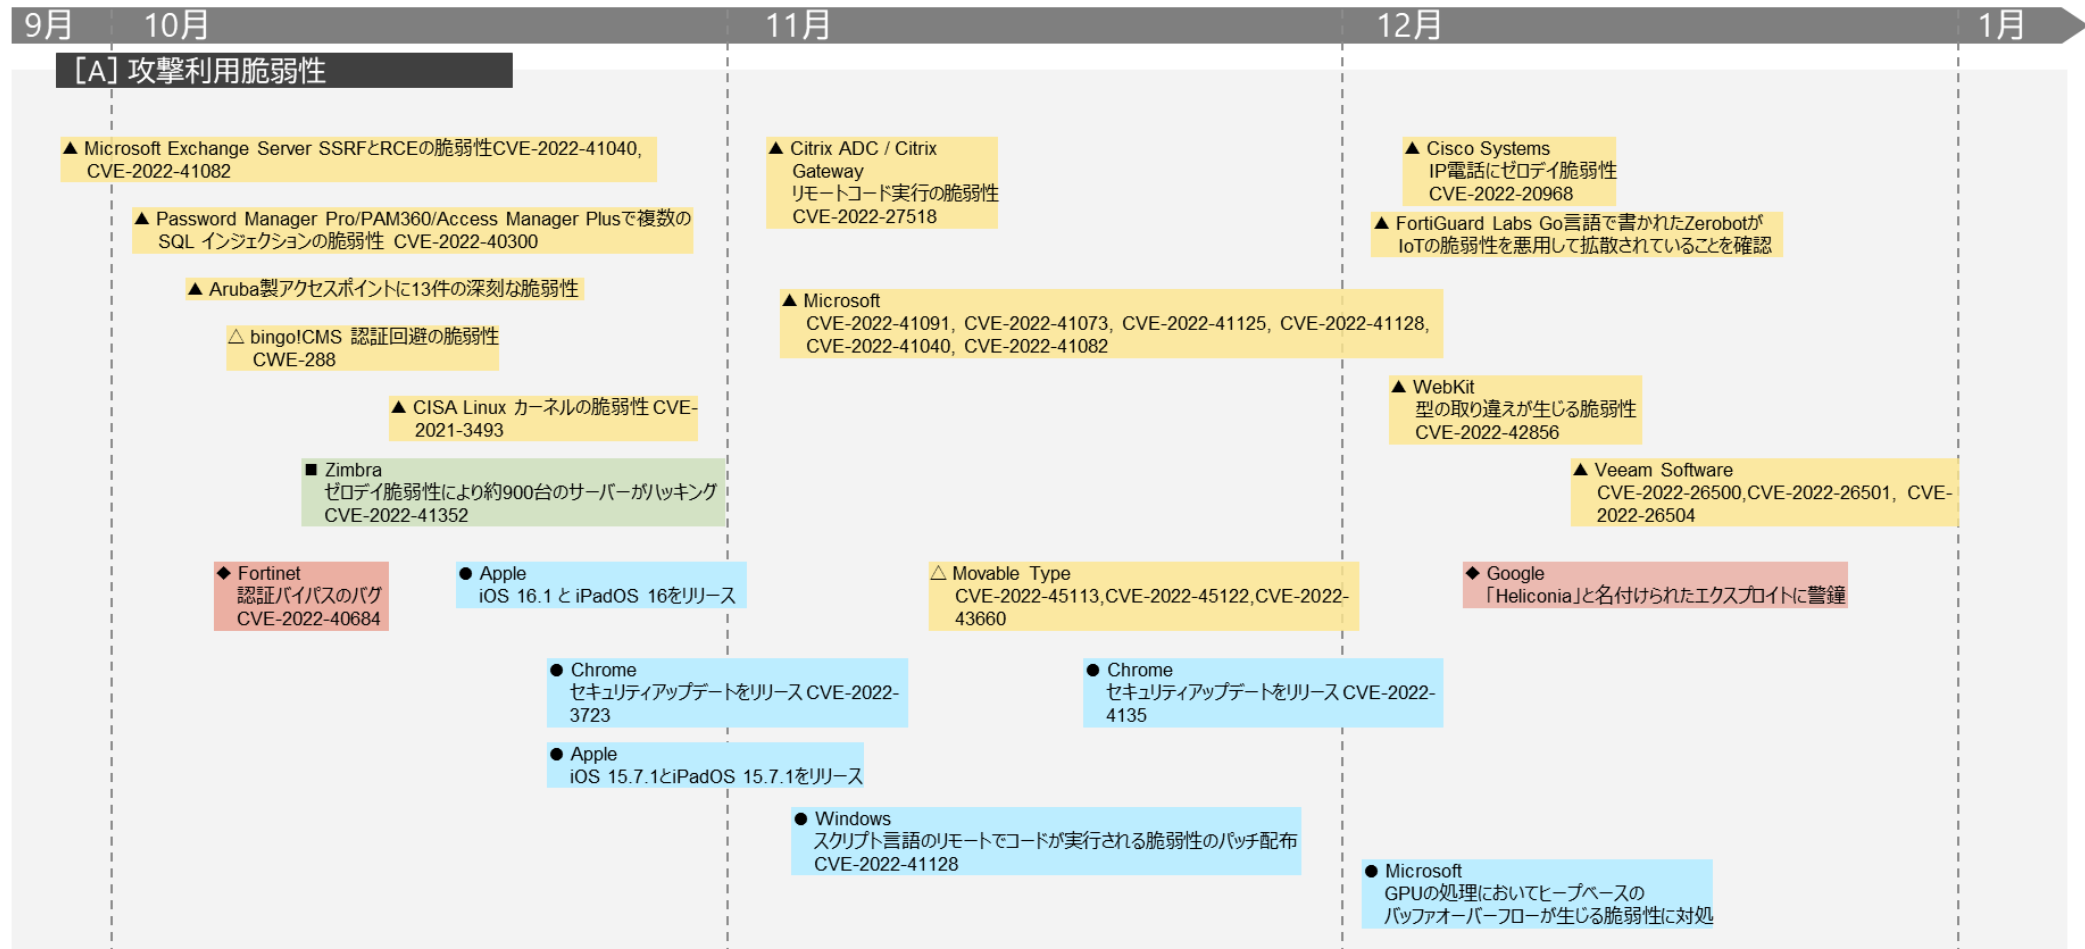 9月 10月 11月 12月 1月
[A] 攻撃利用脆弱性
▲ Microsoft Exchange Server SSRFとRCEの脆弱性CVE-2022-41040,
CVE-2022-41082
▲ Password Manager Pro/PAM360/Access Manager Plusで複数の
SQL インジェクションの脆弱性 CVE-2022-40300
▲ Aruba製アクセスポイントに13件の深刻な脆弱性
△ bingo!CMS 認証回避の脆弱性
CWE-288
▲ CISA Linux カーネルの脆弱性 CVE-
2021-3493
■ Zimbra
ゼロデイ脆弱性により約900台のサーバーがハッキング
CVE-2022-41352
◆ Fortinet
認証バイパスのバグ
CVE-2022-40684
● Apple
iOS 16.1 と iPadOS 16をリリース
● Chrome
セキュリティアップデートをリリース CVE-2022-
3723
● Apple
iOS 15.7.1とiPadOS 15.7.1をリリース
▲ Citrix ADC / Citrix
Gateway
リモートコード実行の脆弱性
CVE-2022-27518
▲ Microsoft
CVE-2022-41091, CVE-2022-41073, CVE-2022-41125, CVE-2022-41128,
CVE-2022-41040, CVE-2022-41082
△ Movable Type
CVE-2022-45113,CVE-2022-45122,CVE-2022-
43660
● Chrome
セキュリティアップデートをリリース CVE-2022-
4135
● Windows
スクリプト言語のリモートでコードが実行される脆弱性のパッチ配布
CVE-2022-41128
▲ Cisco Systems
IP電話にゼロデイ脆弱性
CVE-2022-20968
▲ FortiGuard Labs Go言語で書かれたZerobotが
IoTの脆弱性を悪用して拡散されていることを確認
▲ WebKit
型の取り違えが生じる脆弱性
CVE-2022-42856
▲ Veeam Software
CVE-2022-26500,CVE-2022-26501, CVE-
2022-26504
◆ Google
「Heliconia」と名付けられたエクスプロイトに警鐘
● Microsoft
GPUの処理においてヒープベースの
バッファオーバーフローが生じる脆弱性に対処